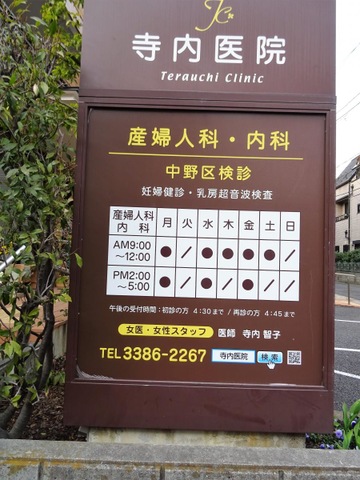 JC
寺内医院
Terauchi Clinic
産婦人科・内科
中野区検診
妊婦健診・乳房超音波検査
産婦人科 内科 月 火 水 木 金 土 日
AM9:00 ～12:00 ● / ● ● ● ● /
PM2:00 ～5:00 ● / ● / ● / /
午後の受付時間：初診の方 4:30まで / 再診の方 4:45まで
女医・女性スタッフ 医師 寺内 智子
TEL3386-2267 寺内医院 検索